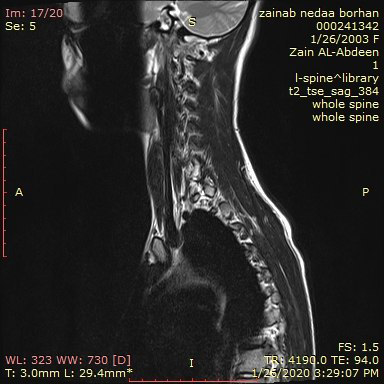 Im: 17/20
Se: 5
S
zainab nedaa borhan
000241342
1/26/2003 F
Zain AL-Abdeen
1
l-spine^library
t2_tse_sag_384
whole spine
whole spine
A
P
WL: 323 WW: 730 [D]
T: 3.0mm L: 29.4mm*
I
FS: 1.5
TR: 4190.0 TE: 94.0
1/26/2020 3:29:07 PM